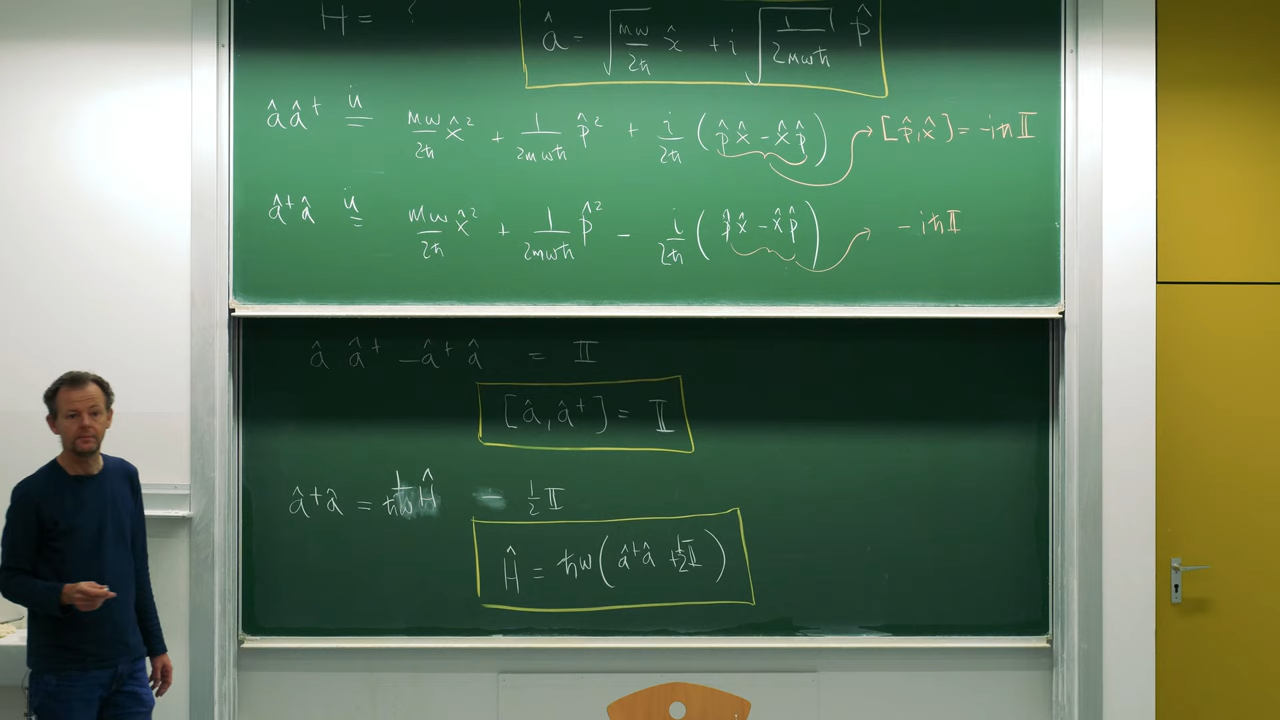 H = ?
â = √(mω/2ħ) x̂ + i √(1/2mωħ) p̂
â â† ü= mω/2ħ x̂² + 1/2mωħ p̂² + i/2ħ (p̂x̂ − x̂p̂) → [p̂,x̂] = −iħ𝕀
â†â ü= mω/2ħ x̂² + 1/2mωħ p̂² − i/2ħ (p̂x̂ − x̂p̂) → −iħ𝕀
â â† − â†â = 𝕀
[â, â†] = 𝕀
â†â = 1/ħω Ĥ − 1/2 𝕀
Ĥ = ħω(â†â + 1/2 𝕀)